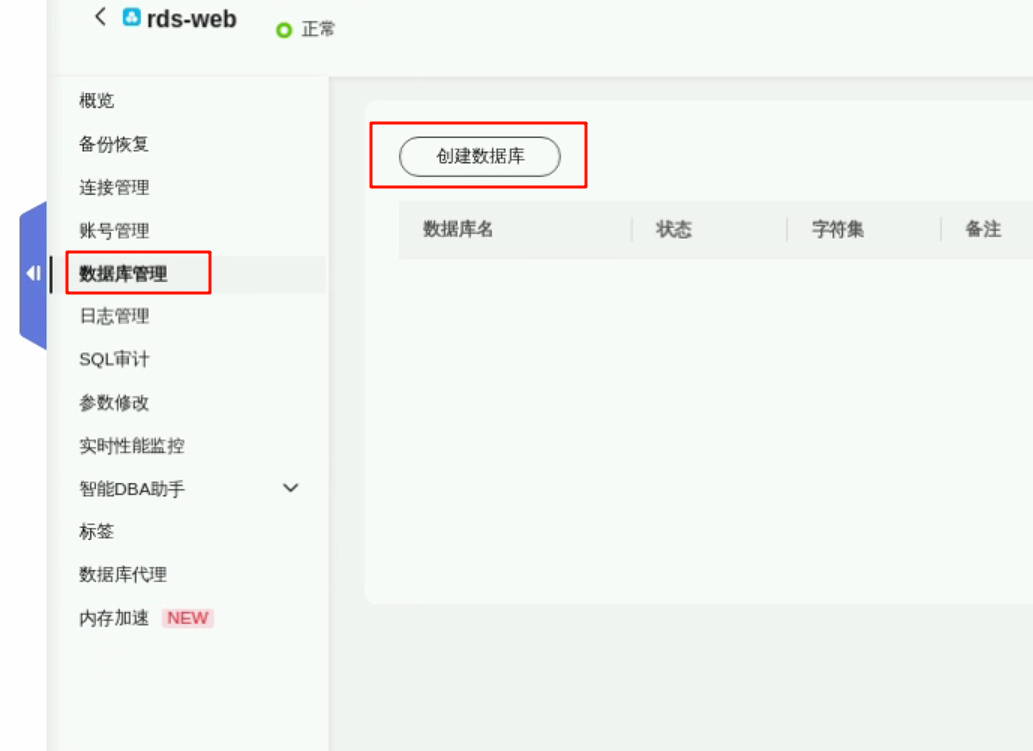 rds-web 正常
概览
备份恢复
连接管理
账号管理
数据库管理
日志管理
SQL审计
参数修改
实时性能监控
智能DBA助手
标签
数据库代理
内存加速 NEW
创建数据库
数据库名 状态 字符集 备注